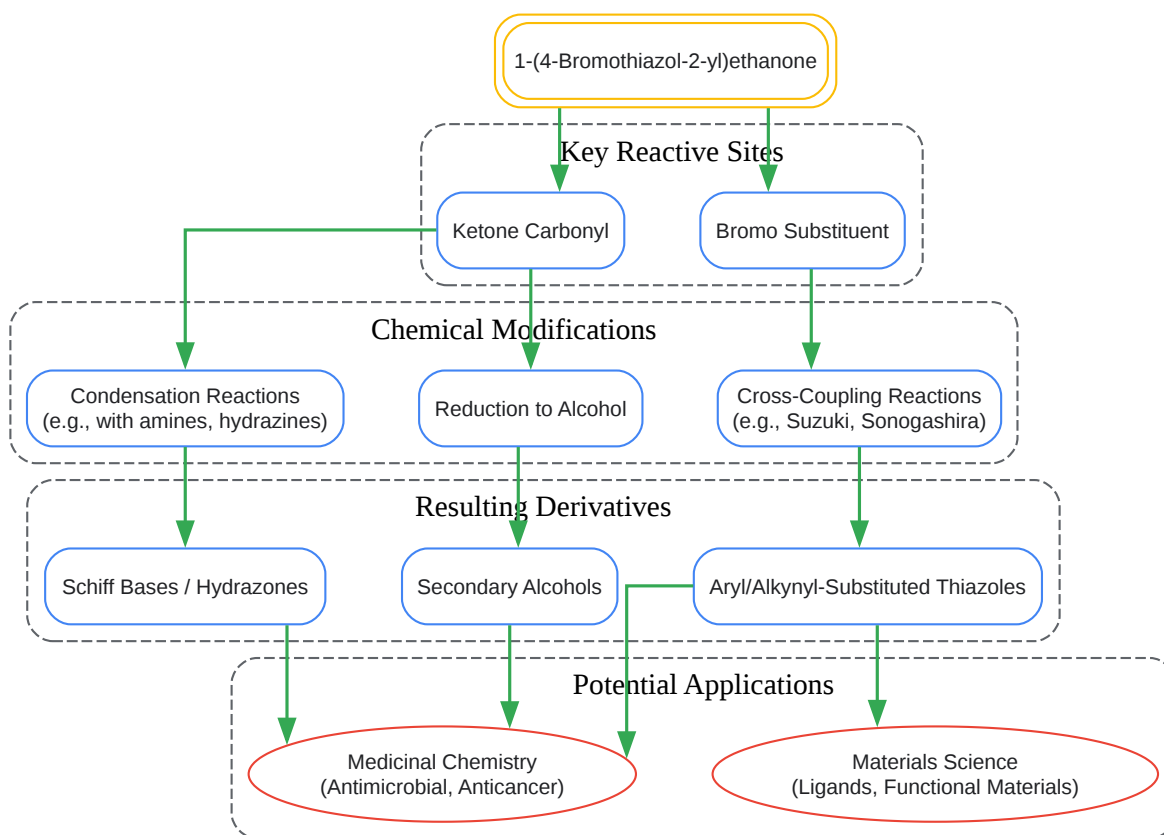 1-(4-Bromothiazol-2-yl)ethanone
Key Reactive Sites
Ketone Carbonyl
Bromo Substituent
Chemical Modifications
Condensation Reactions
(e.g., with amines, hydrazines)
Reduction to Alcohol
Cross-Coupling Reactions
(e.g., Suzuki, Sonogashira)
Resulting Derivatives
Schiff Bases / Hydrazones
Secondary Alcohols
Aryl/Alkynyl-Substituted Thiazoles
Potential Applications
Medicinal Chemistry
(Antimicrobial, Anticancer)
Materials Science
(Ligands, Functional Materials)